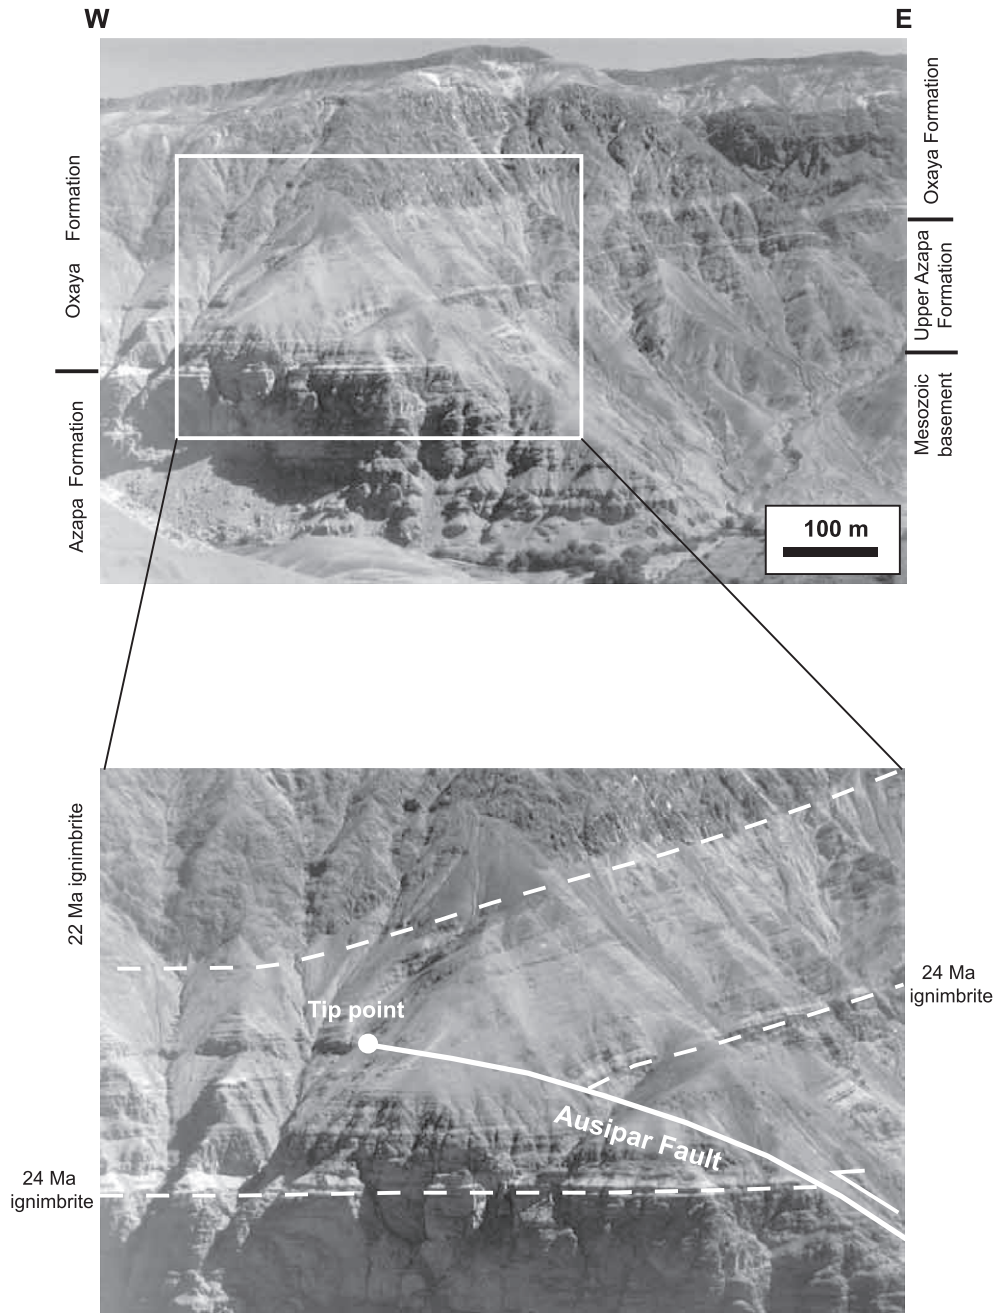 W
E
Oxaya Formation
Azapa Formation
Oxaya Formation
Upper Azapa
Formation
Mesozoic
basement
100 m
22 Ma ignimbrite
24 Ma
ignimbrite
Tip point
Ausipar Fault
24 Ma
ignimbrite